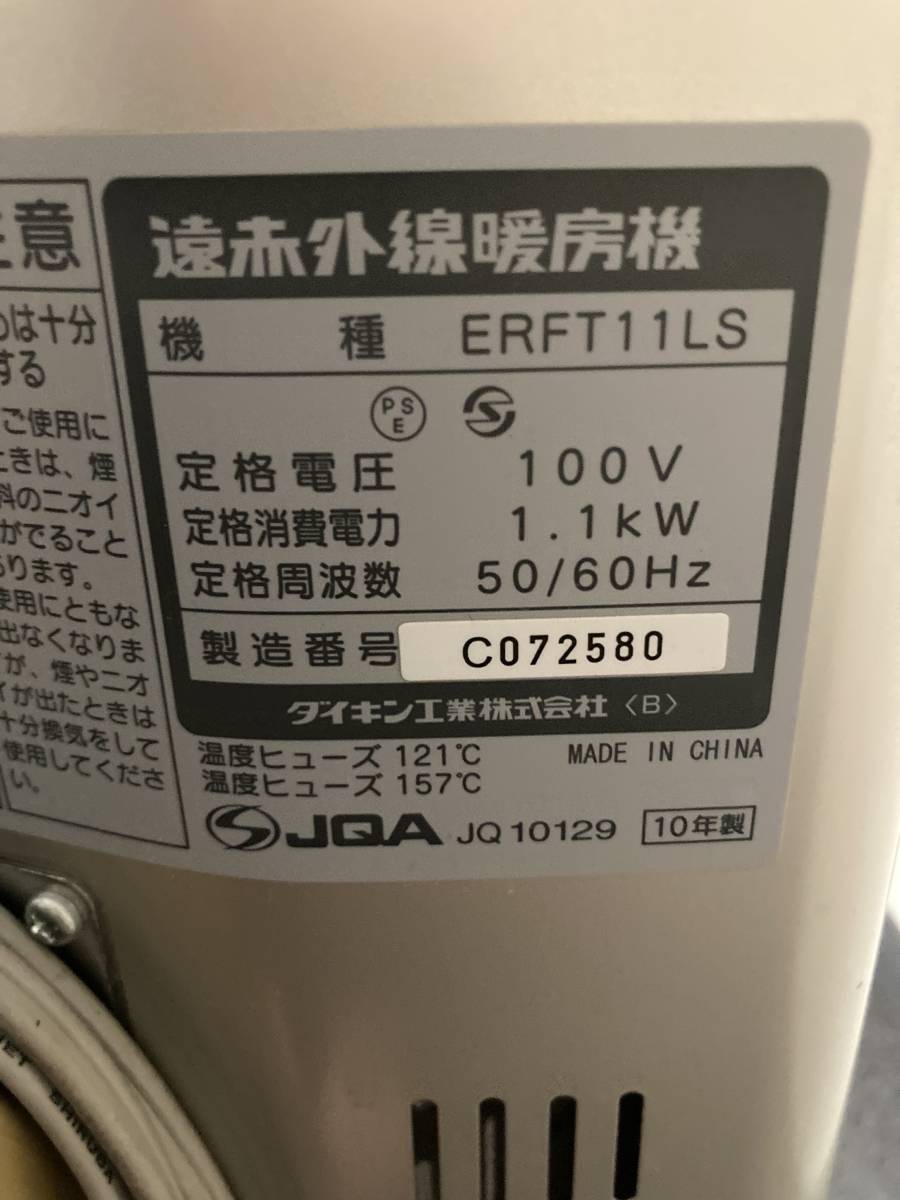 意
は十分
する
ご使用に
ときは、煙
料のニオイ
がでること
あります。
使用にともな
出なくなりま
が、煙やニオ
イが出たときは
十分換気をして
使用してくださ
い。
遠赤外線暖房機
機種 ERFT11LS
PSE
定格電圧 100V
定格消費電力 1.1kW
定格周波数 50/60Hz
製造番号 C072580
ダイキン工業株式会社〈B〉
温度ヒューズ 121℃ MADE IN CHINA
温度ヒューズ 157℃
JQA JQ10129 10年製